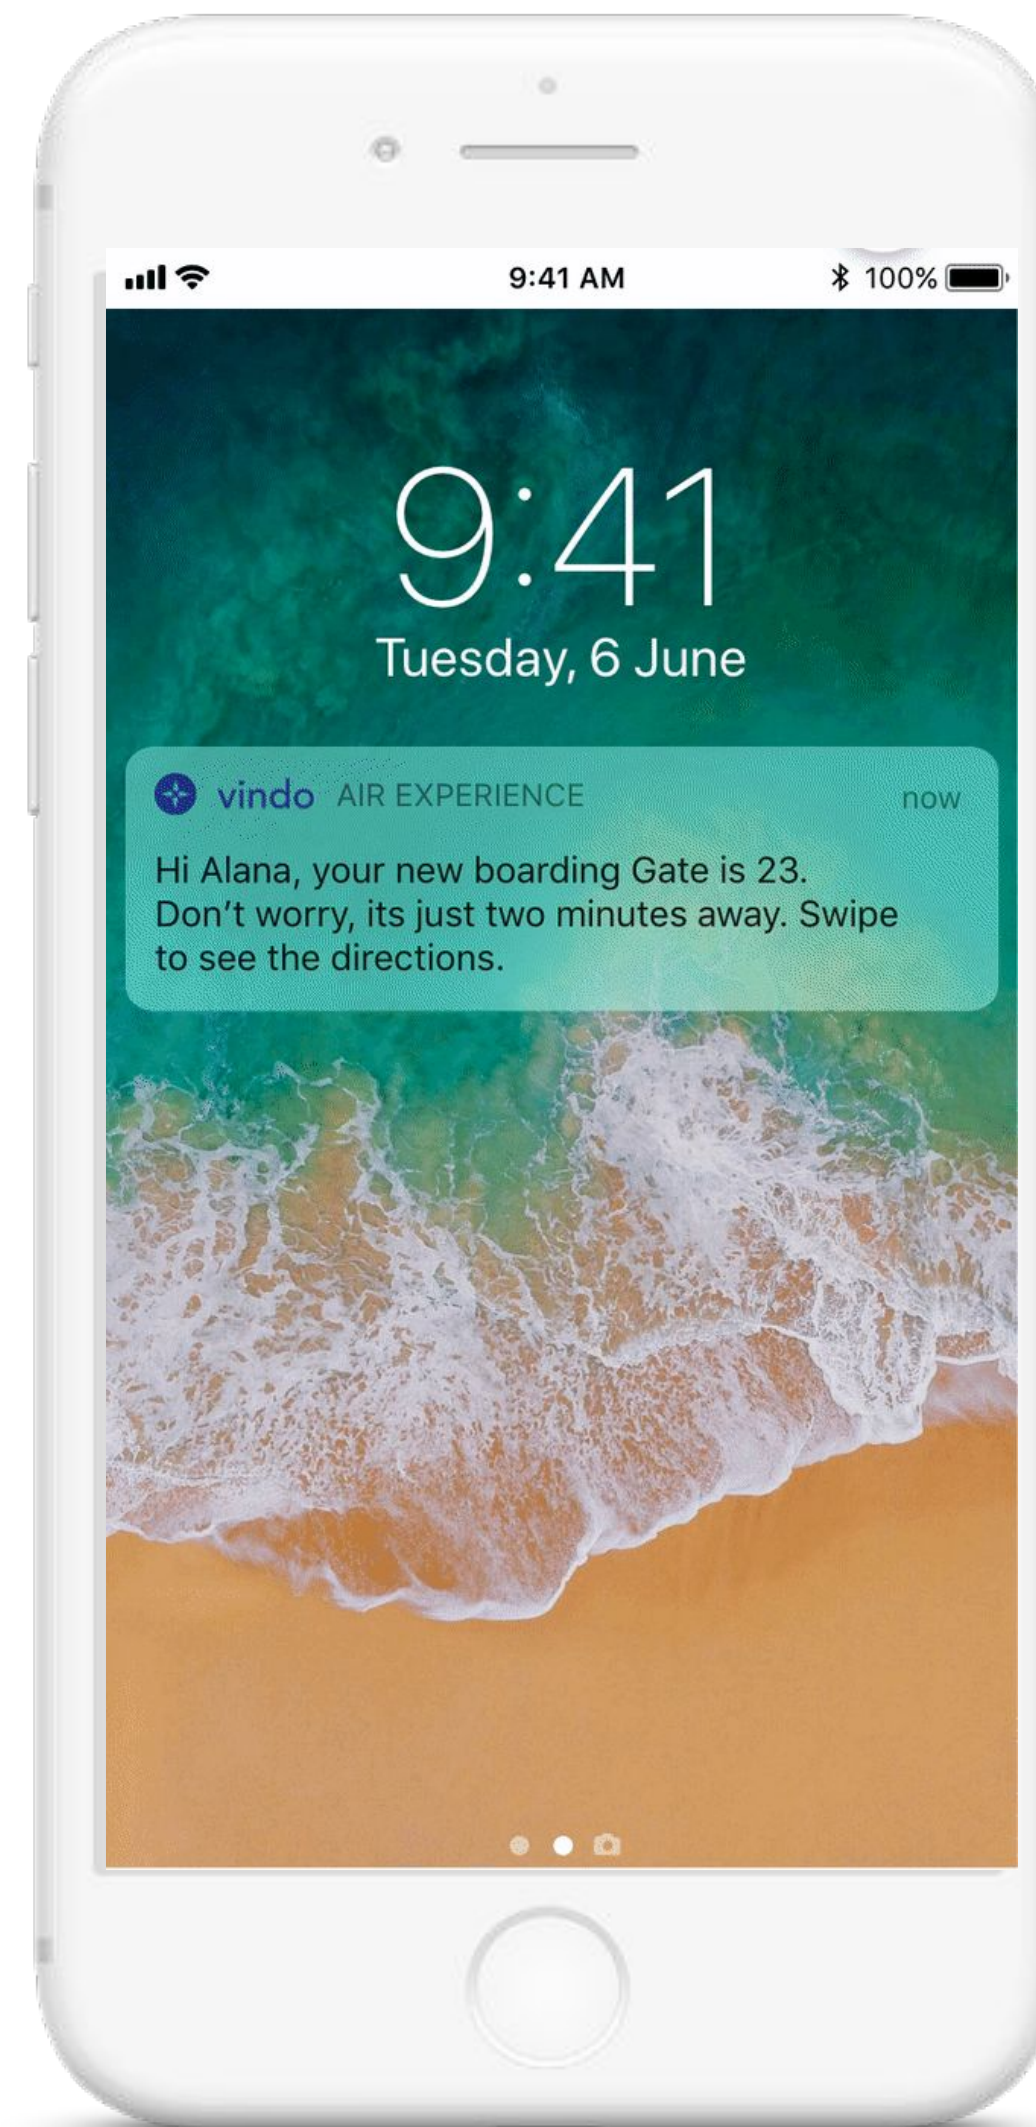 9:41 AM
100%
9:41
Tuesday, 6 June
vindo AIR EXPERIENCE now
Hi Alana, your new boarding Gate is 23.
Don’t worry, its just two minutes away. Swipe
to see the directions.